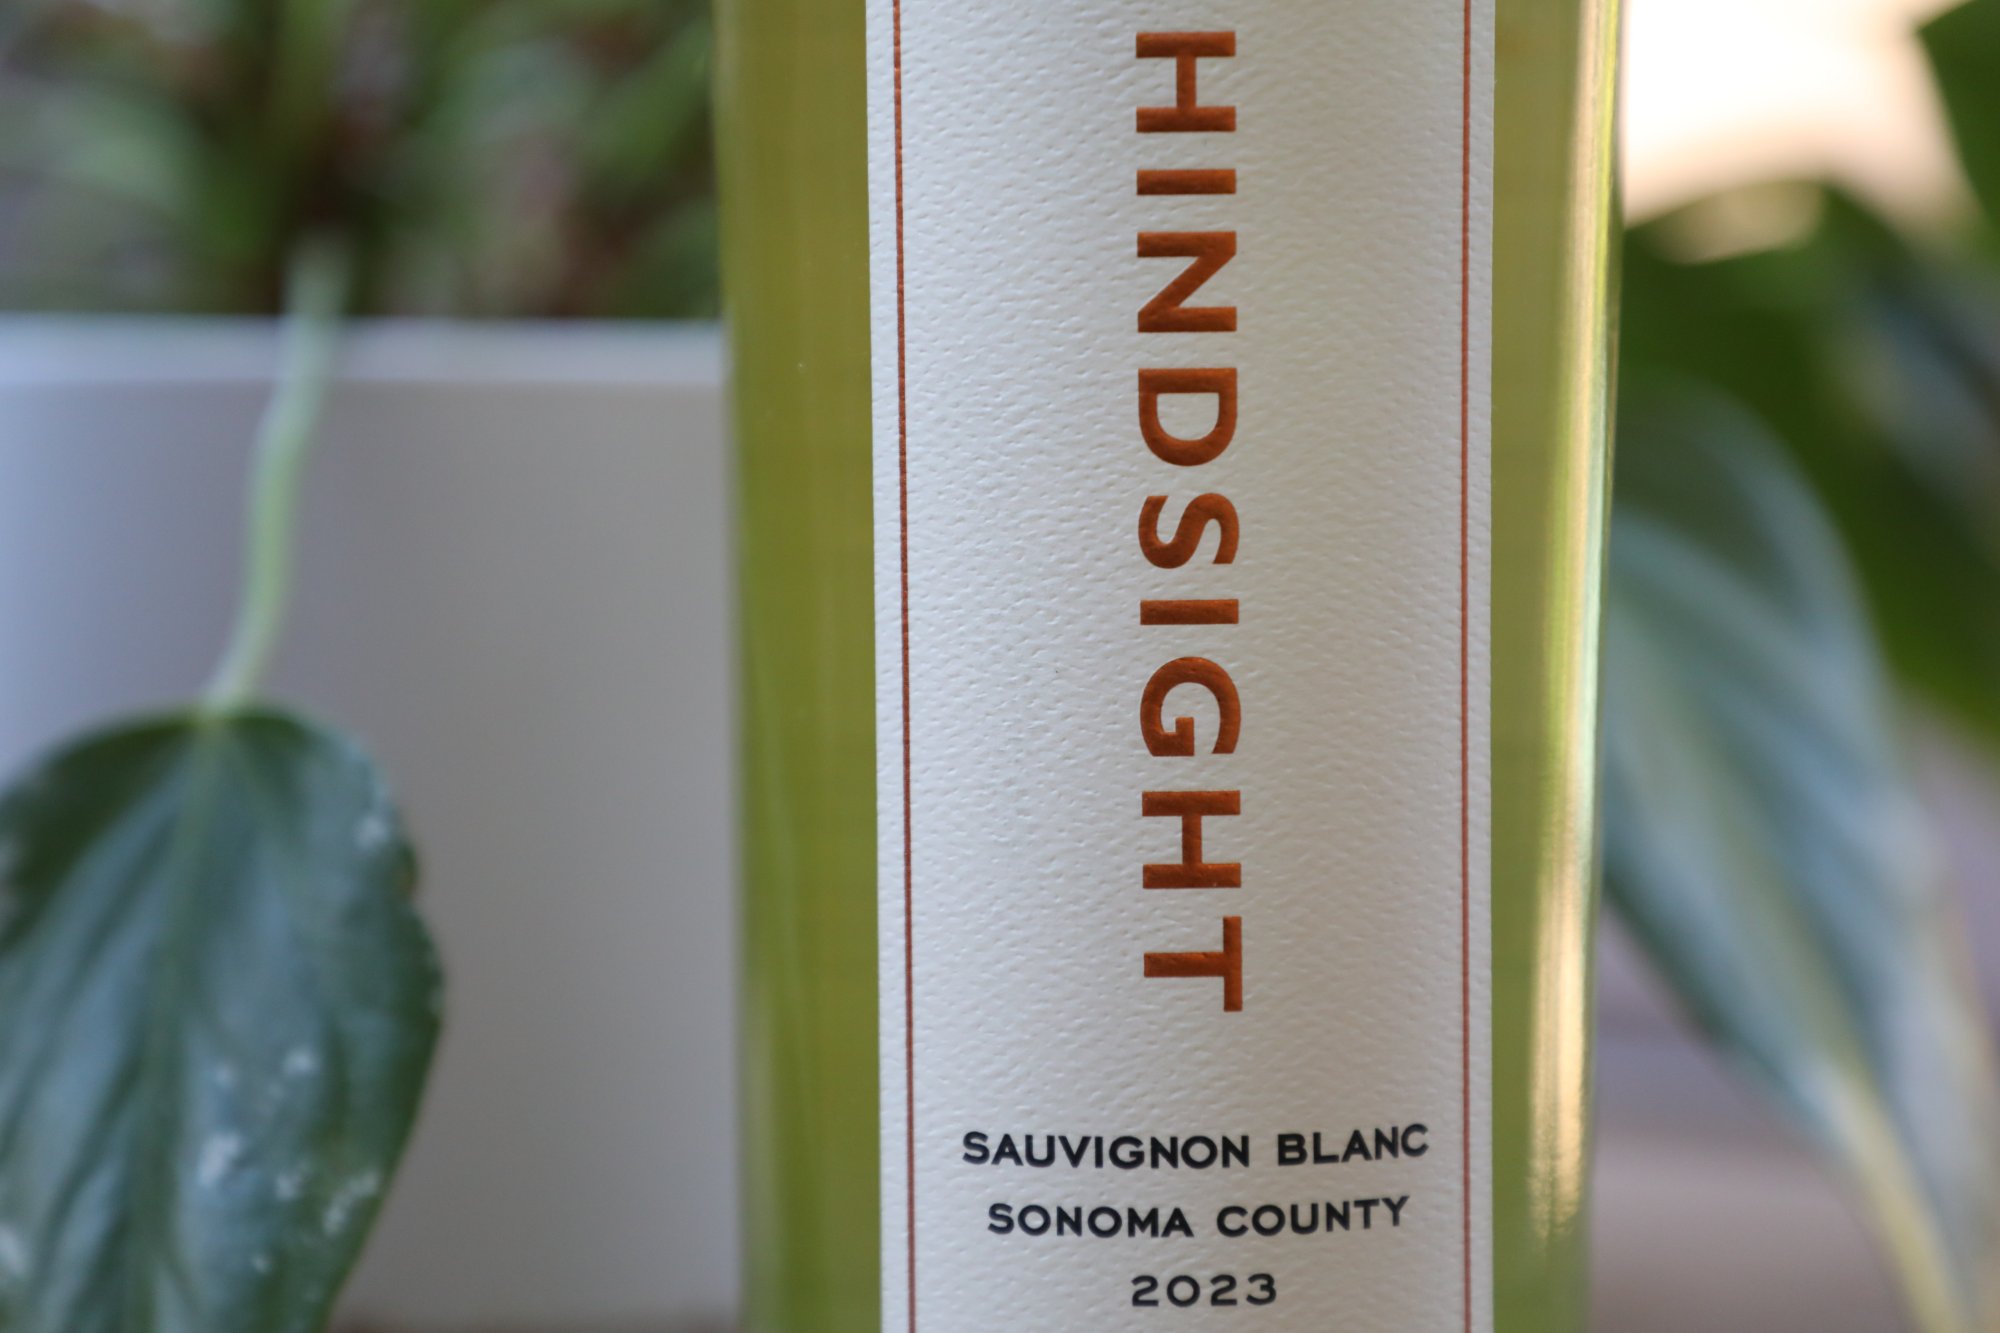 HINDSIGHT
SAUVIGNON BLANC
SONOMA COUNTY
2023